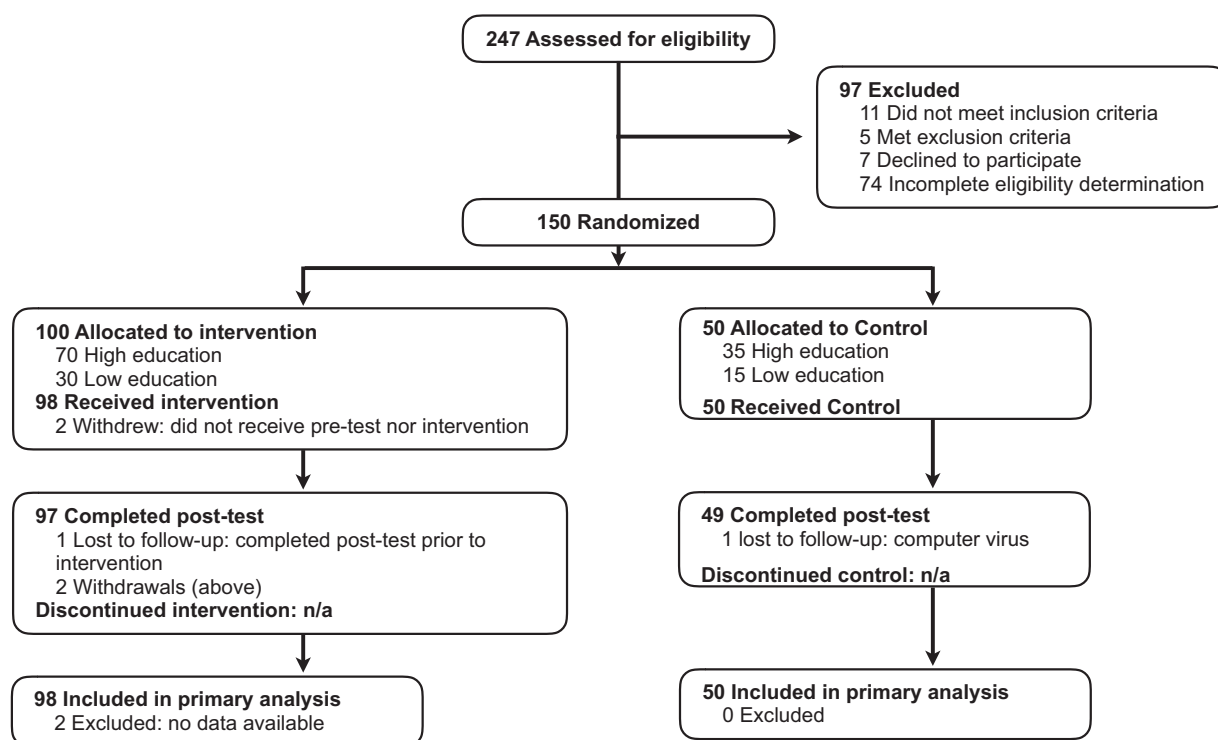 247 Assessed for eligibility
97 Excluded
11 Did not meet inclusion criteria
5 Met exclusion criteria
7 Declined to participate
74 Incomplete eligibility determination
150 Randomized
100 Allocated to intervention
70 High education
30 Low education
98 Received intervention
2 Withdrew: did not receive pre-test nor intervention
50 Allocated to Control
35 High education
15 Low education
50 Received Control
97 Completed post-test
1 Lost to follow-up: completed post-test prior to
intervention
2 Withdrawals (above)
Discontinued intervention: n/a
49 Completed post-test
1 lost to follow-up: computer virus
Discontinued control: n/a
98 Included in primary analysis
2 Excluded: no data available
50 Included in primary analysis
0 Excluded